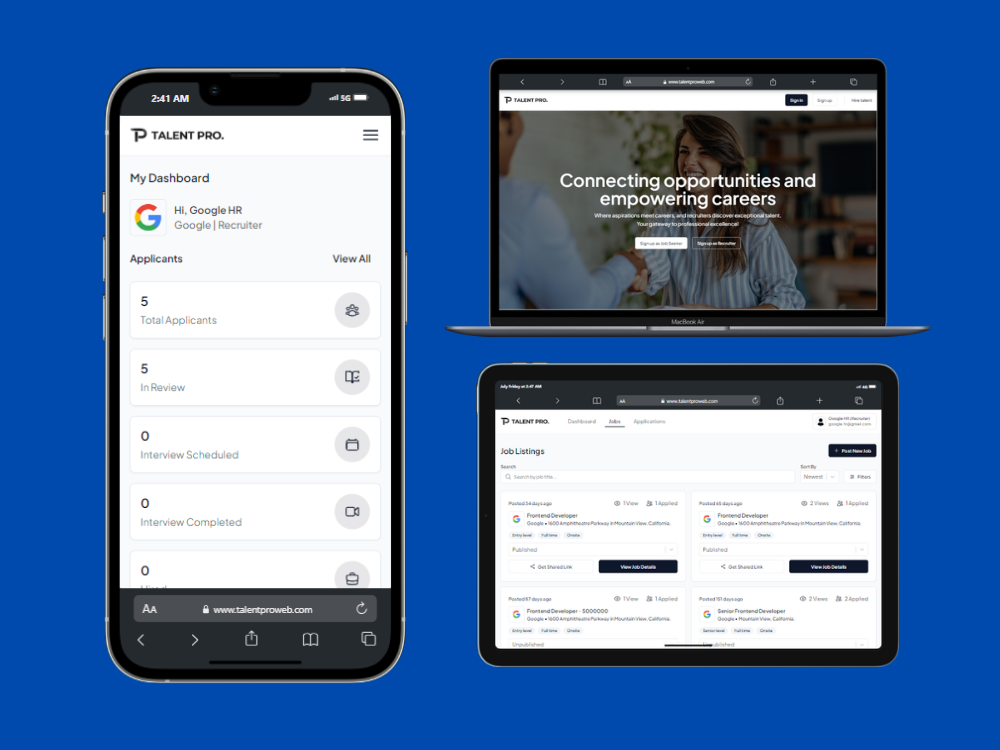 2:41 AM
5G
TALENT PRO.
My Dashboard
Hi, Google HR
Google | Recruiter
Applicants
View All
5
Total Applicants
5
In Review
0
Interview Scheduled
0
Interview Completed
0
Hired
AA
www.talentproweb.com
AA
www.talentproweb.com
TALENT PRO.
Sign in
Sign up
Hire talent
Connecting opportunities and
empowering careers
Where aspirations meet careers, and recruiters discover exceptional talent.
Your gateway to professional excellence!
Sign up as Job Seeker
Sign up as Recruiter
MacBook Air
July Friday at 2:47 AM
4G
AA
www.talentproweb.com
TALENT PRO.
Dashboard
Jobs
Applications
Google HR (Recruiter)
Job Listings
+ Post New Job
Search
Sort By
Search by job title...
Newest
Filters
Posted 34 days ago
1 View
1 Applied
Frontend Developer
Google • 1600 Amphitheatre Parkway in Mountain View, California.
Entry level
Full time
Onsite
Published
Get Shared Link
View Job Details
Posted 65 days ago
2 Views
1 Applied
Frontend Developer
Google • 1600 Amphitheatre Parkway in Mountain View, California.
Entry level
Full time
Onsite
Published
Get Shared Link
View Job Details
Posted 87 days ago
1 View
1 Applied
Frontend Developer - 5000000
Google • 1600 Amphitheatre Parkway in Mountain View, California.
Entry level
Full time
Onsite
Unpublished
Posted 151 days ago
2 Views
2 Applied
Senior Frontend Developer
Google • Mountain View, California.
Senior level
Full time
Onsite
Unpublished